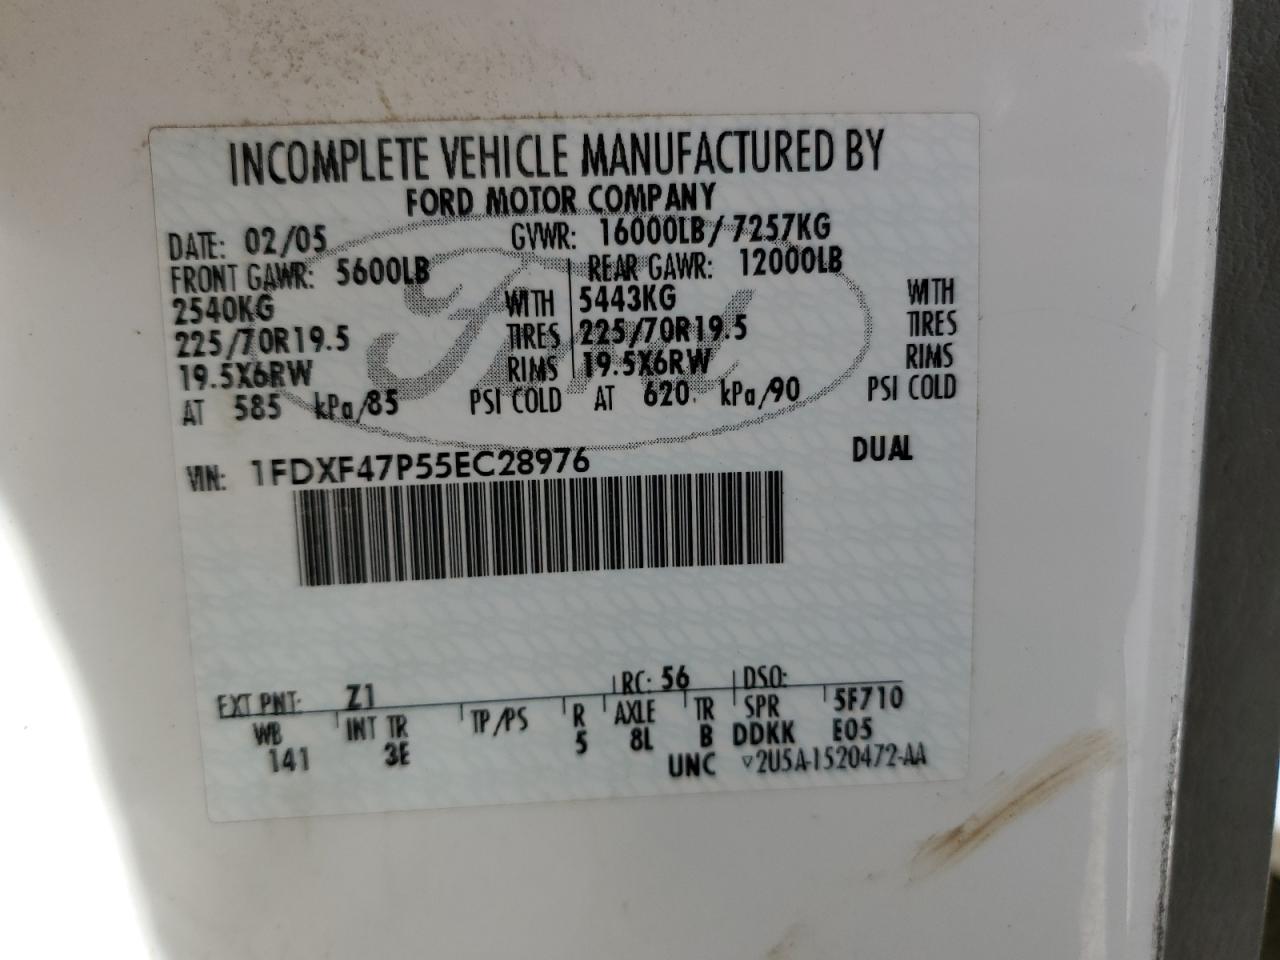 INCOMPLETE VEHICLE MANUFACTURED BY
FORD MOTOR COMPANY
DATE: 02/05 GVWR: 16000LB/7257KG
FRONT GAWR: 5600LB REAR GAWR: 12000LB
2540KG WITH 5443KG WITH
225/70R19.5 TIRES 225/70R19.5 TIRES
19.5X6RW RIMS 19.5X6RW RIMS
AT 585 kPa/85 PSI COLD AT 620 kPa/90 PSI COLD
DUAL
VIN: 1FDXF47P55EC28976
EXT PNT: Z1 RC: 56 DSO:
WB INT TR TP/PS R AXLE TR SPR 5F710
141 3E 5 8L B DDKK E05
UNC ▽2U5A-1520472-AA
Ford